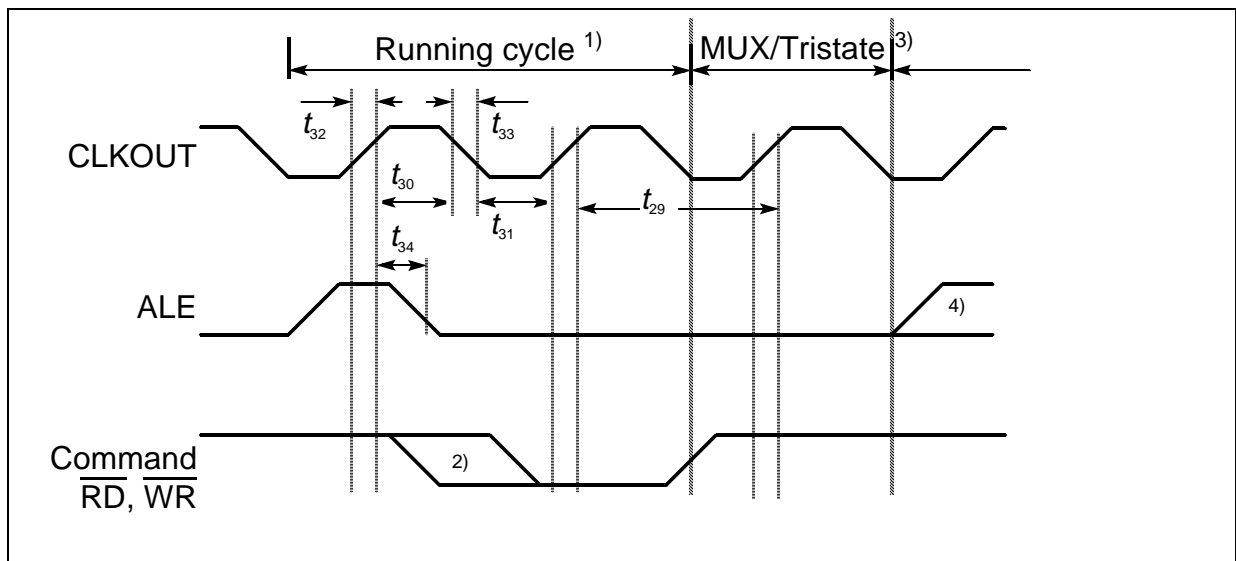 Running cycle 1) MUX/Tristate 3)
t32 t33
CLKOUT
t30 t29
t31
t34
ALE 4)
Command 2)
RD, WR